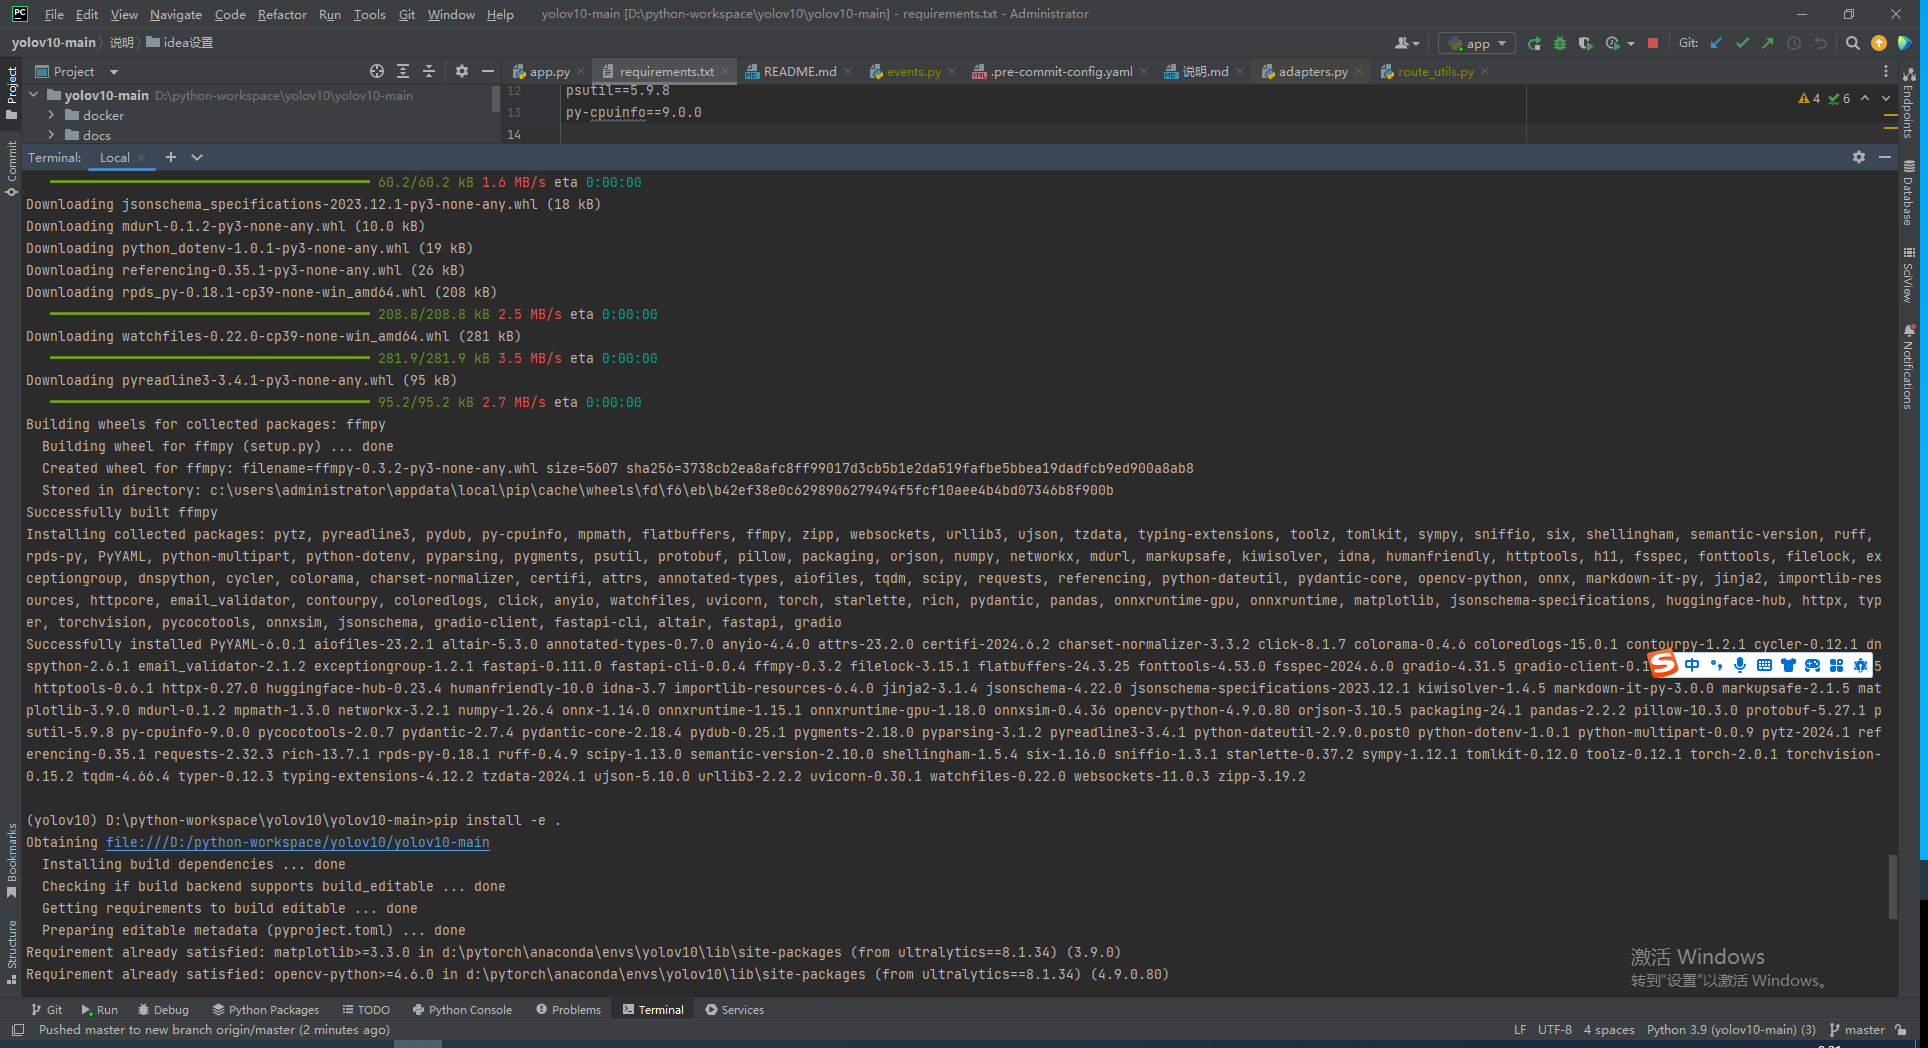 PC File Edit View Navigate Code Refactor Run Tools Git Window Help yolov10-main [D:\python-workspace\yolov10\yolov10-main] - requirements.txt - Administrator
yolov10-main 说明 idea设置 app Git:
Project app.py requirements.txt README.md events.py .pre-commit-config.yaml 说明.md adapters.py route_utils.py
yolov10-main D:\python-workspace\yolov10\yolov10-main
docker
docs
12 psutil==5.9.8
13 py-cpuinfo==9.0.0
14
4 6
Terminal: Local
60.2/60.2 kB 1.6 MB/s eta 0:00:00
Downloading jsonschema_specifications-2023.12.1-py3-none-any.whl (18 kB)
Downloading mdurl-0.1.2-py3-none-any.whl (10.0 kB)
Downloading python_dotenv-1.0.1-py3-none-any.whl (19 kB)
Downloading referencing-0.35.1-py3-none-any.whl (26 kB)
Downloading rpds_py-0.18.1-cp39-none-win_amd64.whl (208 kB)
208.8/208.8 kB 2.5 MB/s eta 0:00:00
Downloading watchfiles-0.22.0-cp39-none-win_amd64.whl (281 kB)
281.9/281.9 kB 3.5 MB/s eta 0:00:00
Downloading pyreadline3-3.4.1-py3-none-any.whl (95 kB)
95.2/95.2 kB 2.7 MB/s eta 0:00:00
Building wheels for collected packages: ffmpy
Building wheel for ffmpy (setup.py) ... done
Created wheel for ffmpy: filename=ffmpy-0.3.2-py3-none-any.whl size=5607 sha256=3738cb2ea8afc8ff99017d3cb5b1e2da519fafbe5bbea19dadfcb9ed900a8ab8
Stored in directory: c:\users\administrator\appdata\local\pip\cache\wheels\fd\f6\eb\b42ef38e0c6298906279494f5fcf10aee4b4bd07346b8f900b
Successfully built ffmpy
Installing collected packages: pytz, pyreadline3, pydub, py-cpuinfo, mpmath, flatbuffers, ffmpy, zipp, websockets, urllib3, ujson, tzdata, typing-extensions, toolz, tomlkit, sympy, sniffio, six, shellingham, semantic-version, ruff,
rpds-py, PyYAML, python-multipart, python-dotenv, pyparsing, pygments, psutil, protobuf, pillow, packaging, orjson, numpy, networkx, mdurl, markupsafe, kiwisolver, idna, humanfriendly, httptools, h11, fsspec, fonttools, filelock, ex
ceptiongroup, dnspython, cycler, colorama, charset-normalizer, certifi, attrs, annotated-types, aiofiles, tqdm, scipy, requests, referencing, python-dateutil, pydantic-core, opencv-python, onnx, markdown-it-py, jinja2, importlib-res
ources, httpcore, email_validator, contourpy, coloredlogs, click, anyio, watchfiles, uvicorn, torch, starlette, rich, pydantic, pandas, onnxruntime-gpu, onnxruntime, matplotlib, jsonschema-specifications, huggingface-hub, httpx, typ
er, torchvision, pycocotools, onnxsim, jsonschema, gradio-client, fastapi-cli, altair, fastapi, gradio
Successfully installed PyYAML-6.0.1 aiofiles-23.2.1 altair-5.3.0 annotated-types-0.7.0 anyio-4.4.0 attrs-23.2.0 certifi-2024.6.2 charset-normalizer-3.3.2 click-8.1.7 colorama-0.4.6 coloredlogs-15.0.1 contourpy-1.2.1 cycler-0.12.1 dn
spython-2.6.1 email_validator-2.1.2 exceptiongroup-1.2.1 fastapi-0.111.0 fastapi-cli-0.0.4 ffmpy-0.3.2 filelock-3.15.1 flatbuffers-24.3.25 fonttools-4.53.0 fsspec-2024.6.0 gradio-4.31.5 gradio-client-0.1 中 5
httptools-0.6.1 httpx-0.27.0 huggingface-hub-0.23.4 humanfriendly-10.0 idna-3.7 importlib-resources-6.4.0 jinja2-3.1.4 jsonschema-4.22.0 jsonschema-specifications-2023.12.1 kiwisolver-1.4.5 markdown-it-py-3.0.0 markupsafe-2.1.5 mat
plotlib-3.9.0 mdurl-0.1.2 mpmath-1.3.0 networkx-3.2.1 numpy-1.26.4 onnx-1.14.0 onnxruntime-1.15.1 onnxruntime-gpu-1.18.0 onnxsim-0.4.36 opencv-python-4.9.0.80 orjson-3.10.5 packaging-24.1 pandas-2.2.2 pillow-10.3.0 protobuf-5.27.1 p
sutil-5.9.8 py-cpuinfo-9.0.0 pycocotools-2.0.7 pydantic-2.7.4 pydantic-core-2.18.4 pydub-0.25.1 pygments-2.18.0 pyparsing-3.1.2 pyreadline3-3.4.1 python-dateutil-2.9.0.post0 python-dotenv-1.0.1 python-multipart-0.0.9 pytz-2024.1 ref
erencing-0.35.1 requests-2.32.3 rich-13.7.1 rpds-py-0.18.1 ruff-0.4.9 scipy-1.13.0 semantic-version-2.10.0 shellingham-1.5.4 six-1.16.0 sniffio-1.3.1 starlette-0.37.2 sympy-1.12.1 tomlkit-0.12.0 toolz-0.12.1 torch-2.0.1 torchvision-
0.15.2 tqdm-4.66.4 typer-0.12.3 typing-extensions-4.12.2 tzdata-2024.1 ujson-5.10.0 urllib3-2.2.2 uvicorn-0.30.1 watchfiles-0.22.0 websockets-11.0.3 zipp-3.19.2
(yolov10) D:\python-workspace\yolov10\yolov10-main>pip install -e .
Obtaining file:///D:/python-workspace/yolov10/yolov10-main
Installing build dependencies ... done
Checking if build backend supports build_editable ... done
Getting requirements to build editable ... done
Preparing editable metadata (pyproject.toml) ... done
Requirement already satisfied: matplotlib>=3.3.0 in d:\pytorch\anaconda\envs\yolov10\lib\site-packages (from ultralytics==8.1.34) (3.9.0)
Requirement already satisfied: opencv-python>=4.6.0 in d:\pytorch\anaconda\envs\yolov10\lib\site-packages (from ultralytics==8.1.34) (4.9.0.80)
激活 Windows
转到“设置”以激活 Windows。
Project
Commit
Bookmarks
Structure
Endpoints
Database
SciView
Notifications
Git Run Debug Python Packages TODO Python Console Problems Terminal Services
Pushed master to new branch origin/master (2 minutes ago) LF UTF-8 4 spaces Python 3.9 (yolov10-main) (3) master